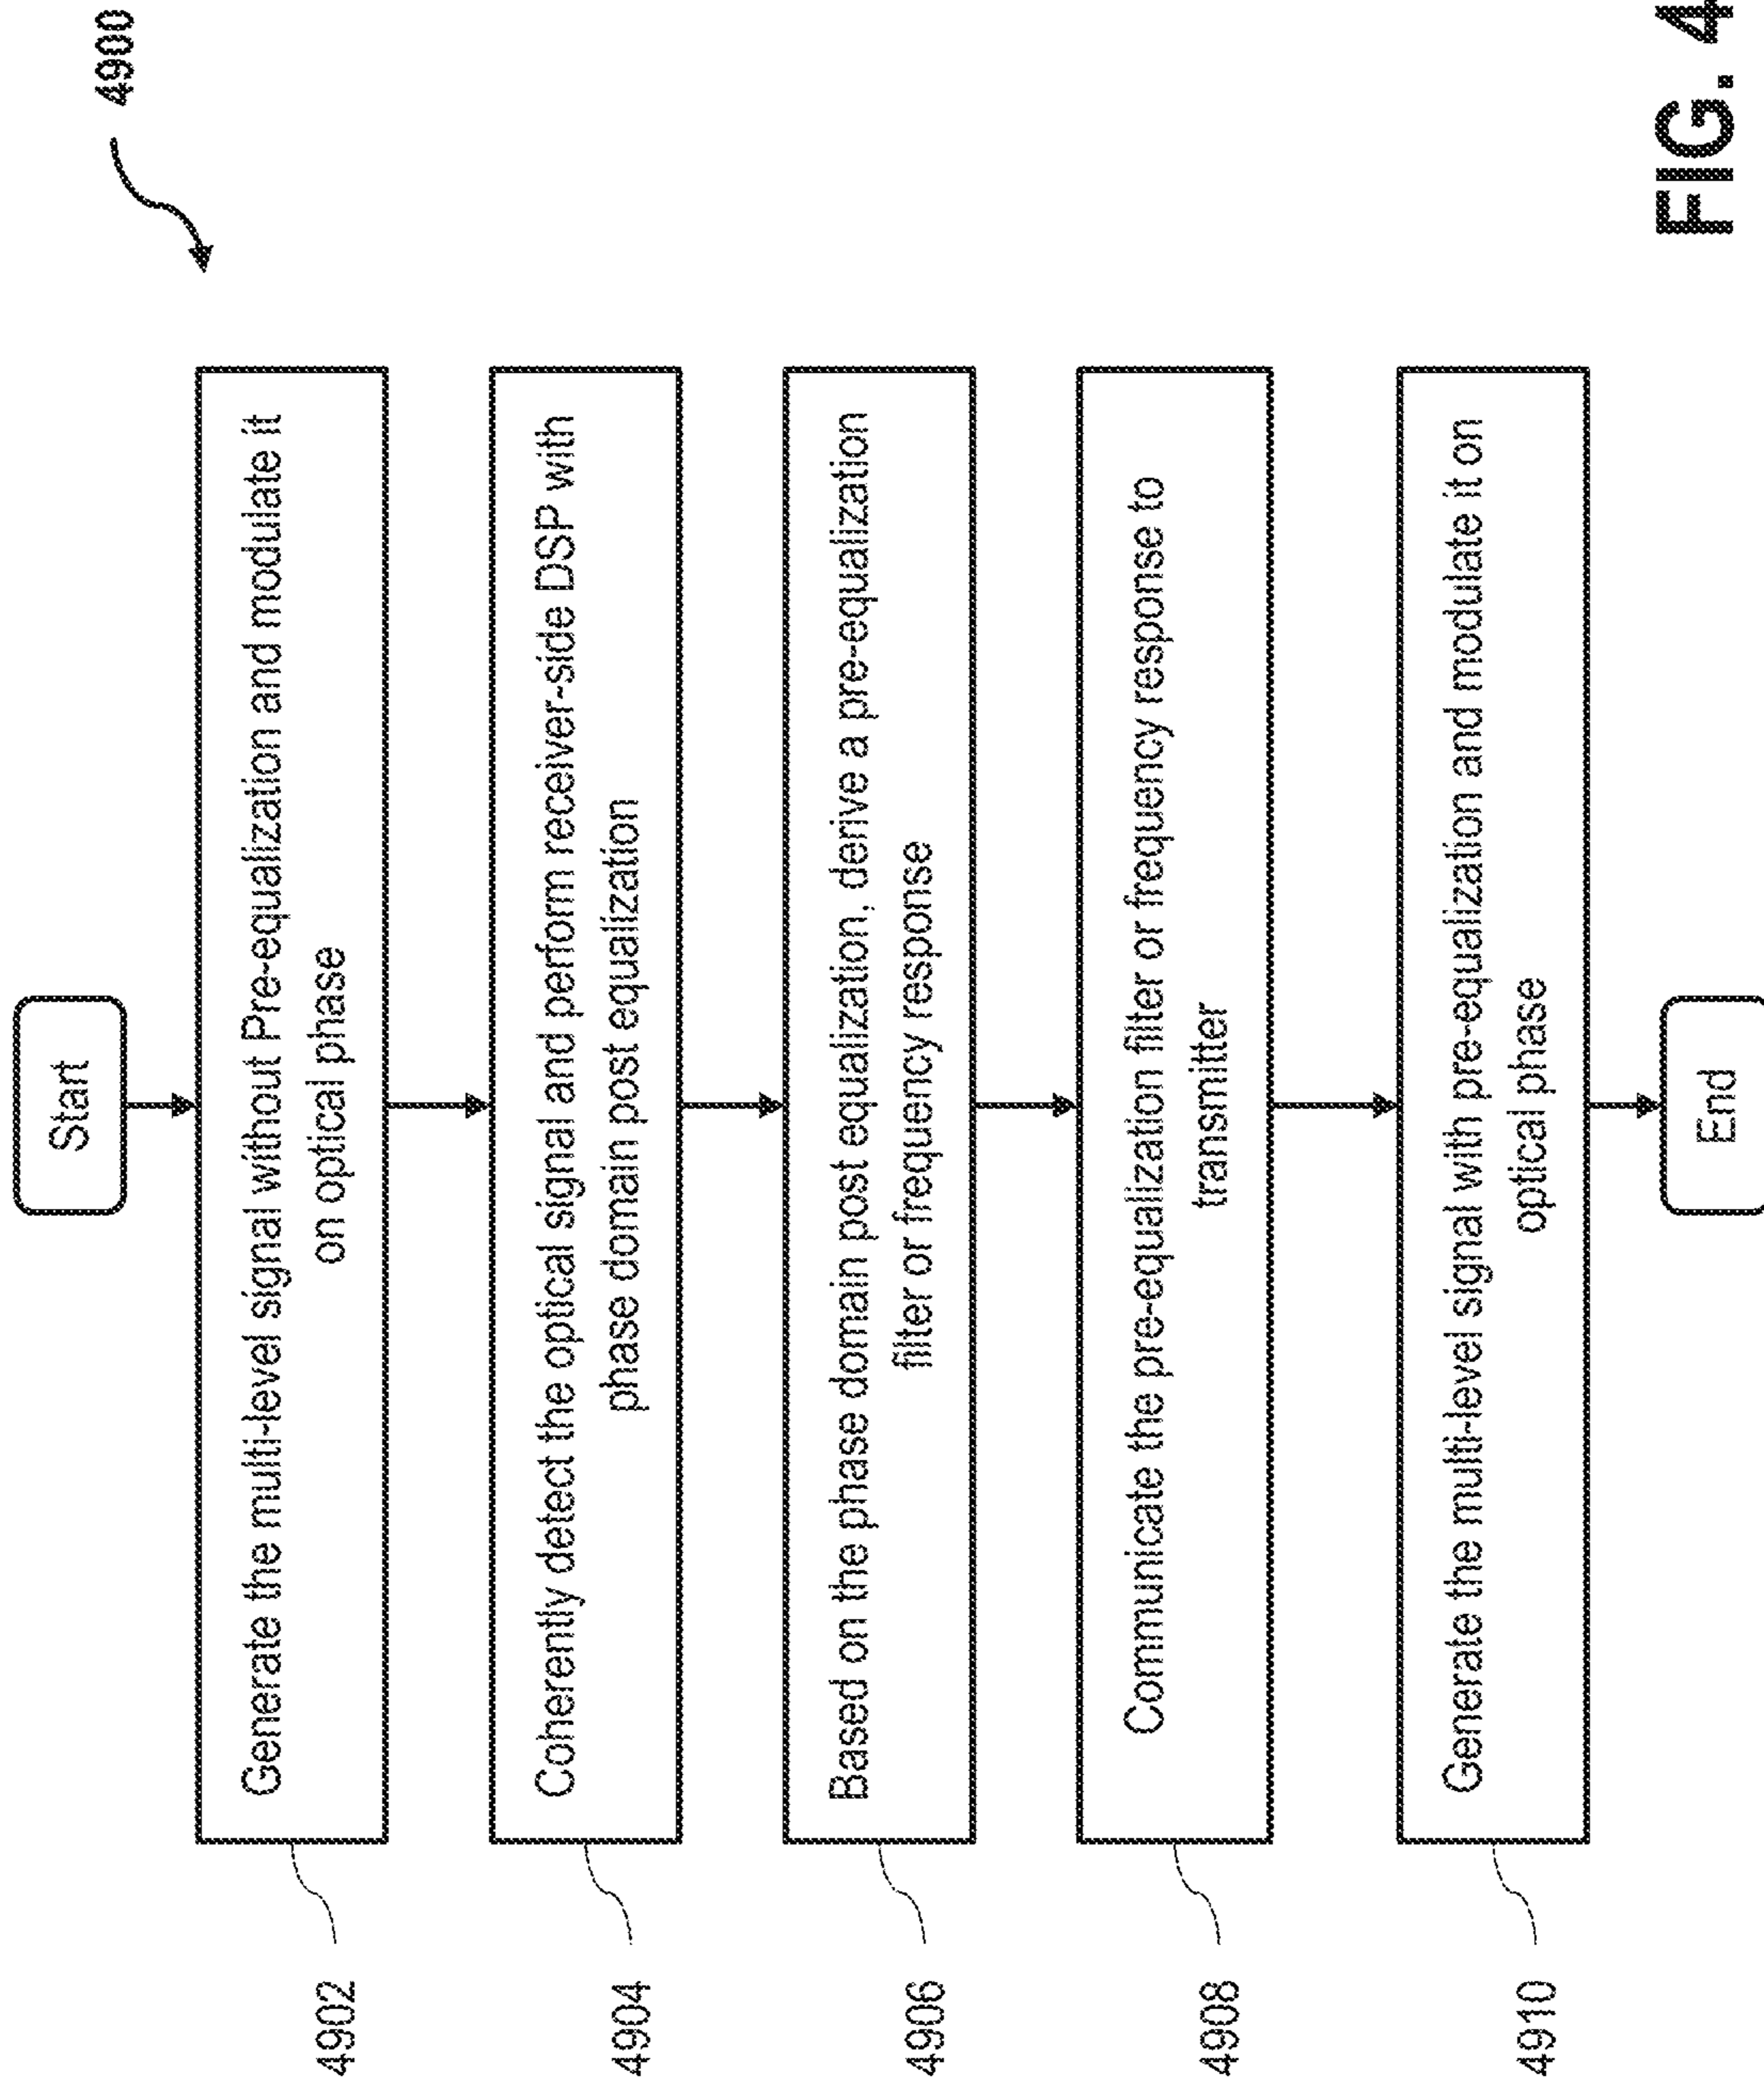 4900
Start
4902
Generate the multi-level signal without Pre-equalization and modulate it
on optical phase
4904
Coherently detect the optical signal and perform receiver-side DSP with
phase domain post equalization
4906
Based on the phase domain post equalization, derive a pre-equalization
filter or frequency response
4908
Communicate the pre-equalization filter or frequency response to
transmitter
4910
Generate the multi-level signal with pre-equalization and modulate it on
optical phase
End
FIG. 4